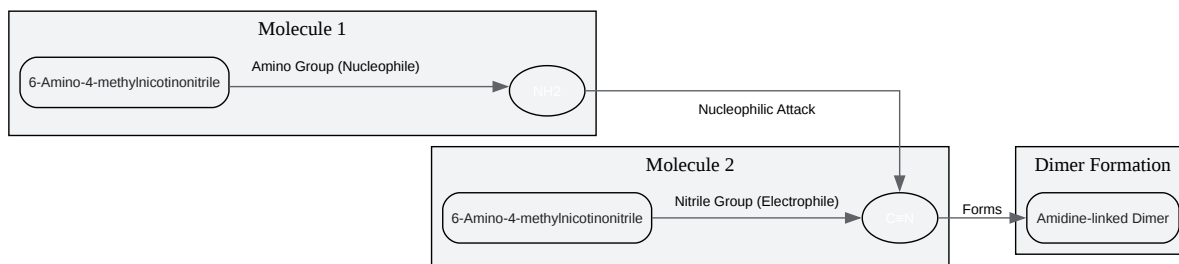 Molecule 1
6-Amino-4-methylnicotinonitrile
Amino Group (Nucleophile)
NH2
Nucleophilic Attack
Molecule 2
6-Amino-4-methylnicotinonitrile
Nitrile Group (Electrophile)
C≡N
Forms
Dimer Formation
Amidine-linked Dimer